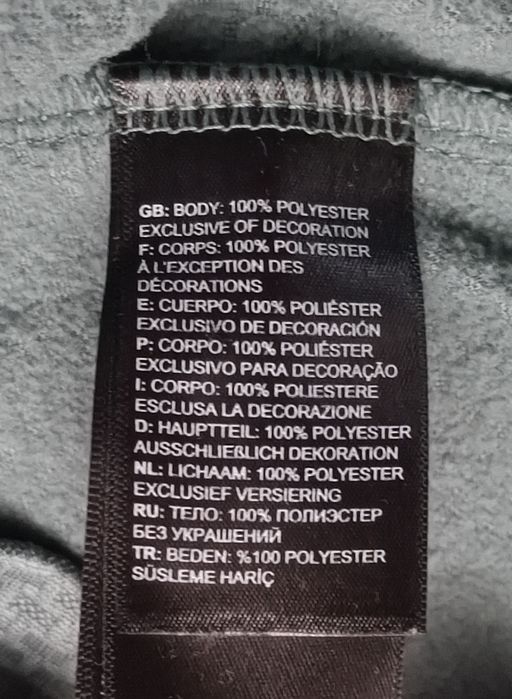 GB: BODY: 100% POLYESTER
EXCLUSIVE OF DECORATION
F: CORPS: 100% POLYESTER
À L'EXCEPTION DES
DÉCORATIONS
E: CUERPO: 100% POLIÉSTER
EXCLUSIVO DE DECORACIÓN
P: CORPO: 100% POLIÉSTER
EXCLUSIVO PARA DECORAÇÃO
I: CORPO: 100% POLIESTERE
ESCLUSA LA DECORAZIONE
D: HAUPTTEIL: 100% POLYESTER
AUSSCHLIEßLICH DEKORATION
NL: LICHAAM: 100% POLYESTER
EXCLUSIEF VERSIERING
RU: ТЕЛО: 100% ПОЛИЭСТЕР
БЕЗ УКРАШЕНИЙ
TR: BEDEN: %100 POLYESTER
SÜSLEME HARİÇ